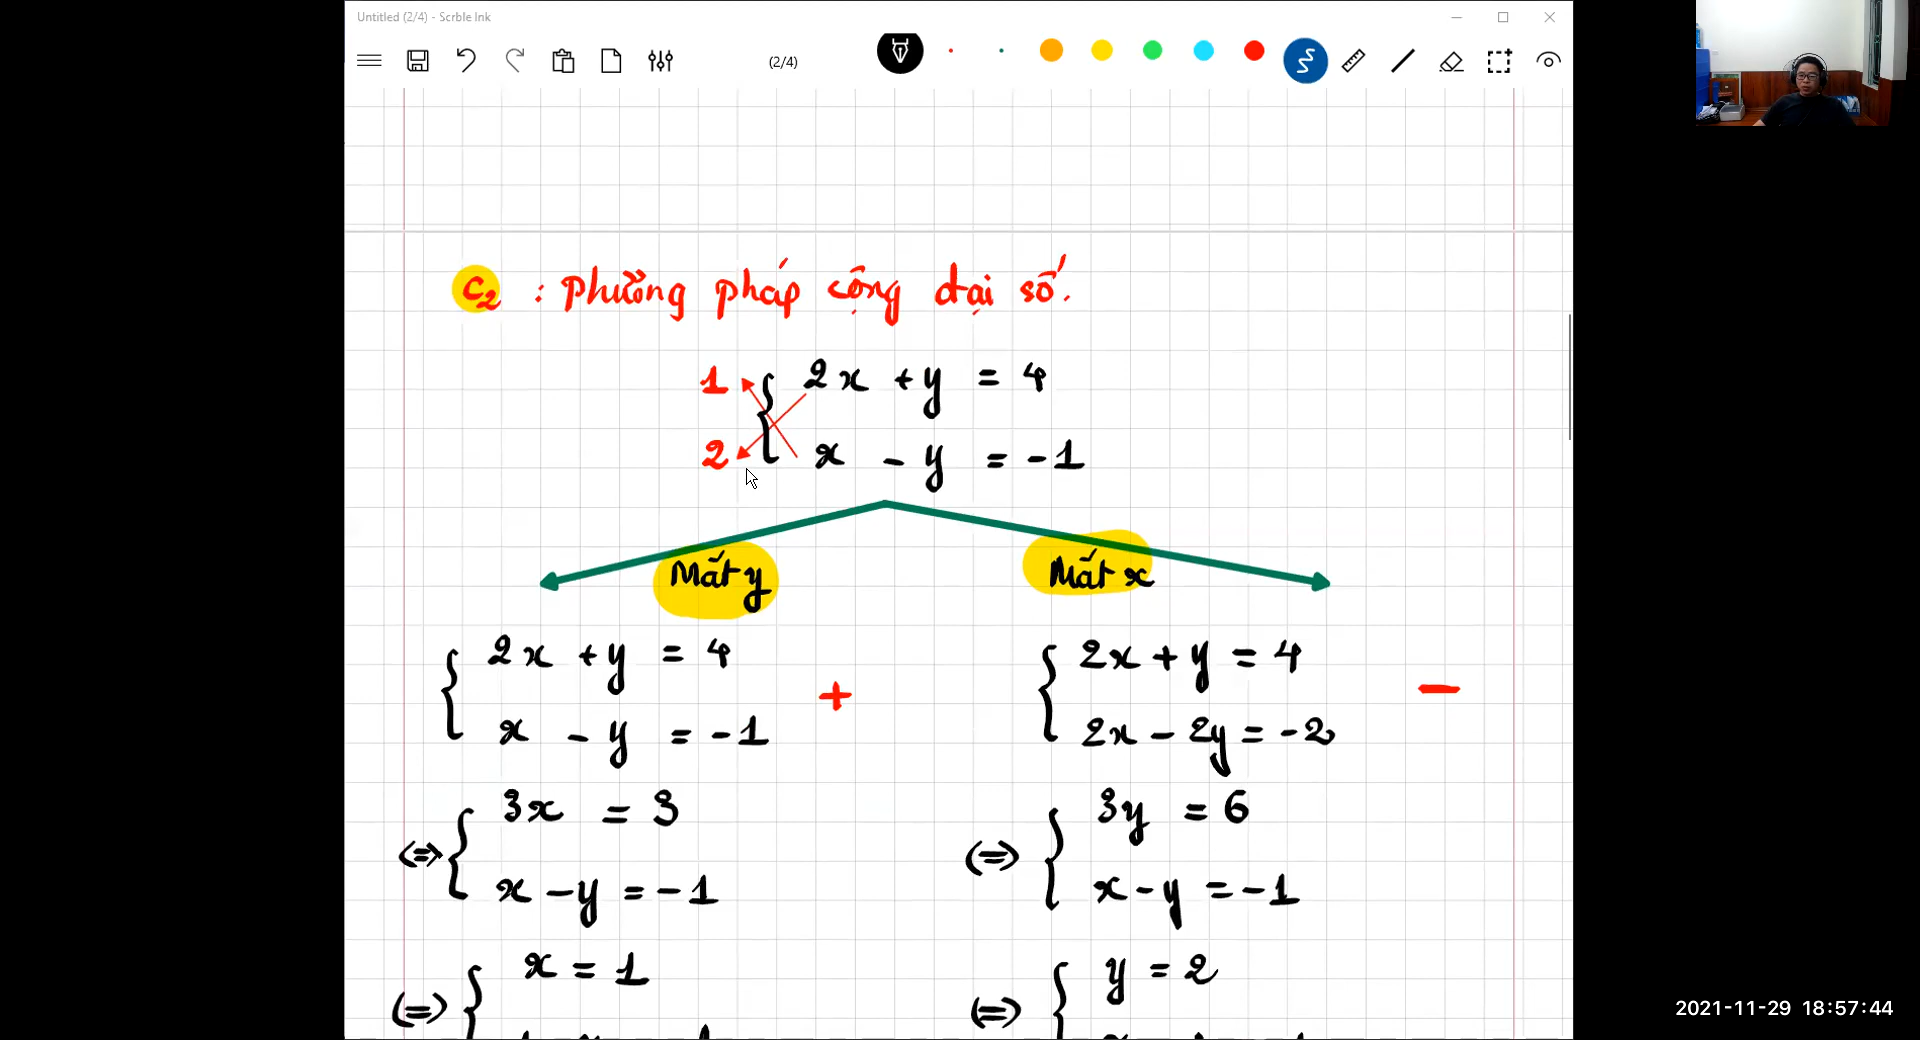 Untitled (2/4) - Scrble Ink
(2/4)
C2 : Phương pháp cộng đại số.
1 { 2x + y = 4
2 { x - y = -1
Mất y
Mất x
{ 2x + y = 4
x - y = -1
+
{ 2x + y = 4
2x - 2y = -2
−
(=) { 3x = 3
x - y = -1
(=) { 3y = 6
x - y = -1
(=) { x = 1
(=) { y = 2
2021-11-29 18:57:44